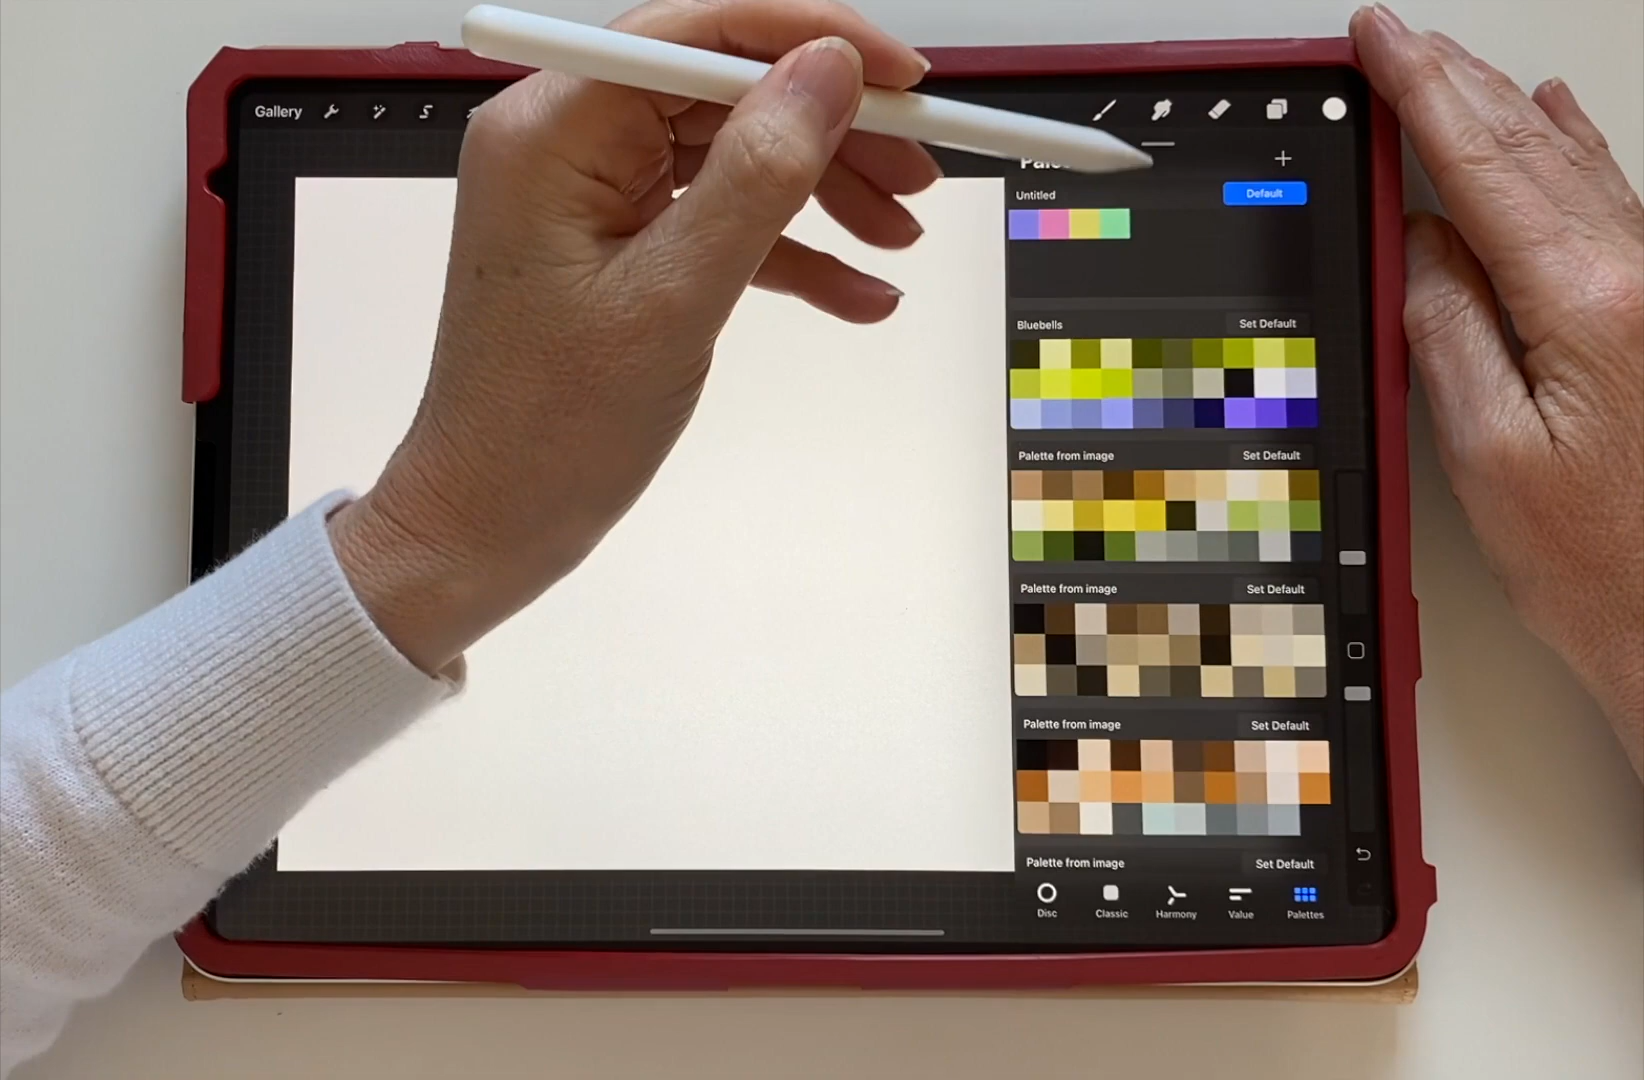 Gallery
Untitled
Default
Bluebells
Set Default
Palette from image
Set Default
Palette from image
Set Default
Palette from image
Set Default
Palette from image
Set Default
Disc
Classic
Harmony
Value
Palettes